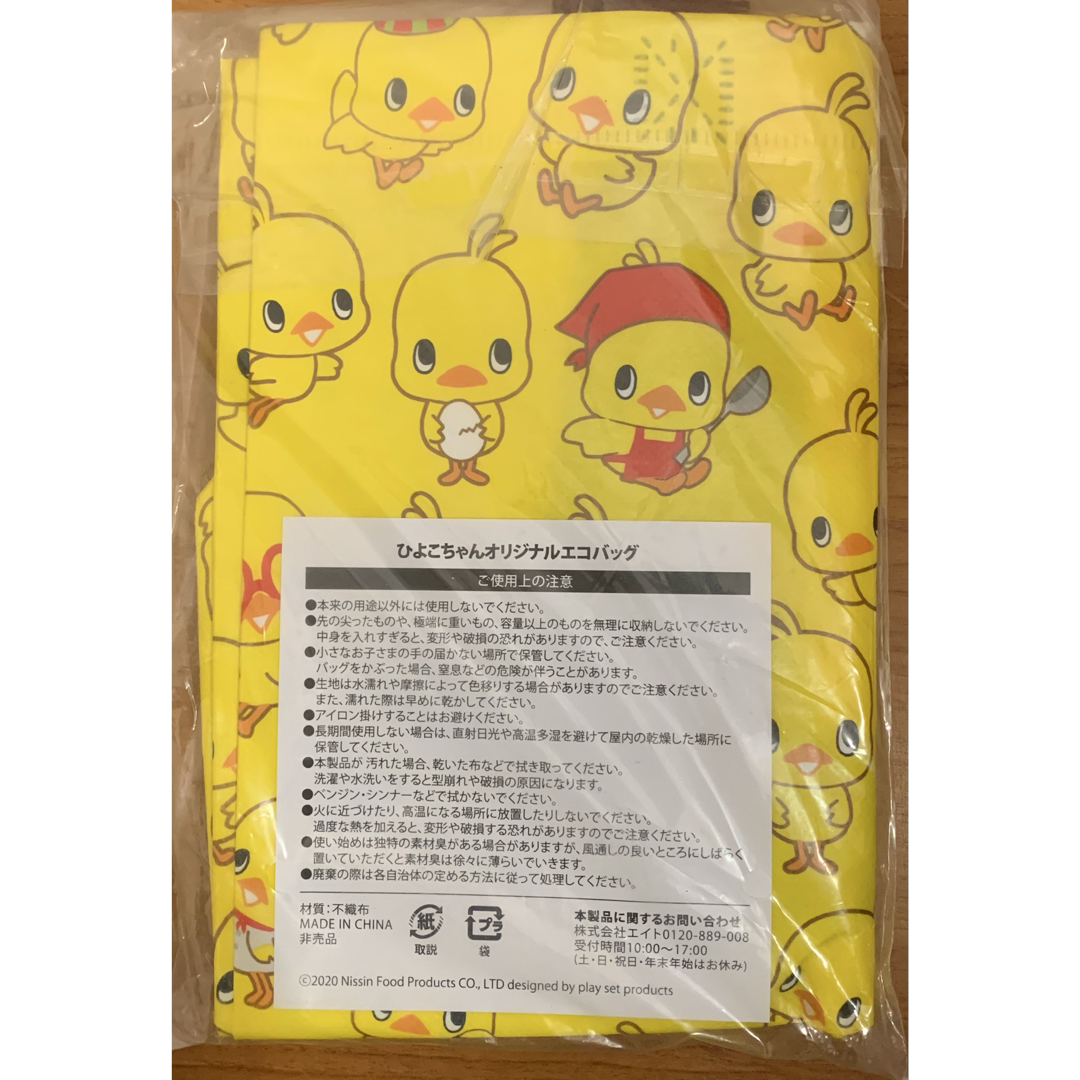 ひよこちゃんオリジナルエコバッグ
ご使用上の注意
●本来の用途以外には使用しないでください。
●先の尖ったものや、極端に重いもの、容量以上のものを無理に収納しないでください。
中身を入れすぎると、変形や破損の恐れがありますので、ご注意ください。
●小さなお子さまの手の届かない場所で保管してください。
バッグをかぶった場合、窒息などの危険が伴うことがあります。
●生地は水濡れや摩擦によって色移りする場合がありますのでご注意ください。
また、濡れた際は早めに乾かしてください。
●アイロン掛けすることはお避けください。
●長期間使用しない場合は、直射日光や高温多湿を避けて屋内の乾燥した場所に
保管してください。
●本製品が 汚れた場合、乾いた布などで拭き取ってください。
洗濯や水洗いをすると型崩れや破損の原因になります。
●ベンジン・シンナーなどで拭かないでください。
●火に近づけたり、高温になる場所に放置したりしないでください。
過度な熱を加えると、変形や破損する恐れがありますのでご注意ください。
●使い始めは独特の素材臭がある場合がありますが、風通しの良いところにしばらく
置いていただくと素材臭は徐々に薄らいでいきます。
●廃棄の際は各自治体の定める方法に従って処理してください。
材質:不織布
MADE IN CHINA
非売品
紙
取説
プラ
袋
本製品に関するお問い合わせ
株式会社エイト0120-889-008
受付時間10:00〜17:00
(土・日・祝日・年末年始はお休み)
©2020 Nissin Food Products CO., LTD designed by play set products